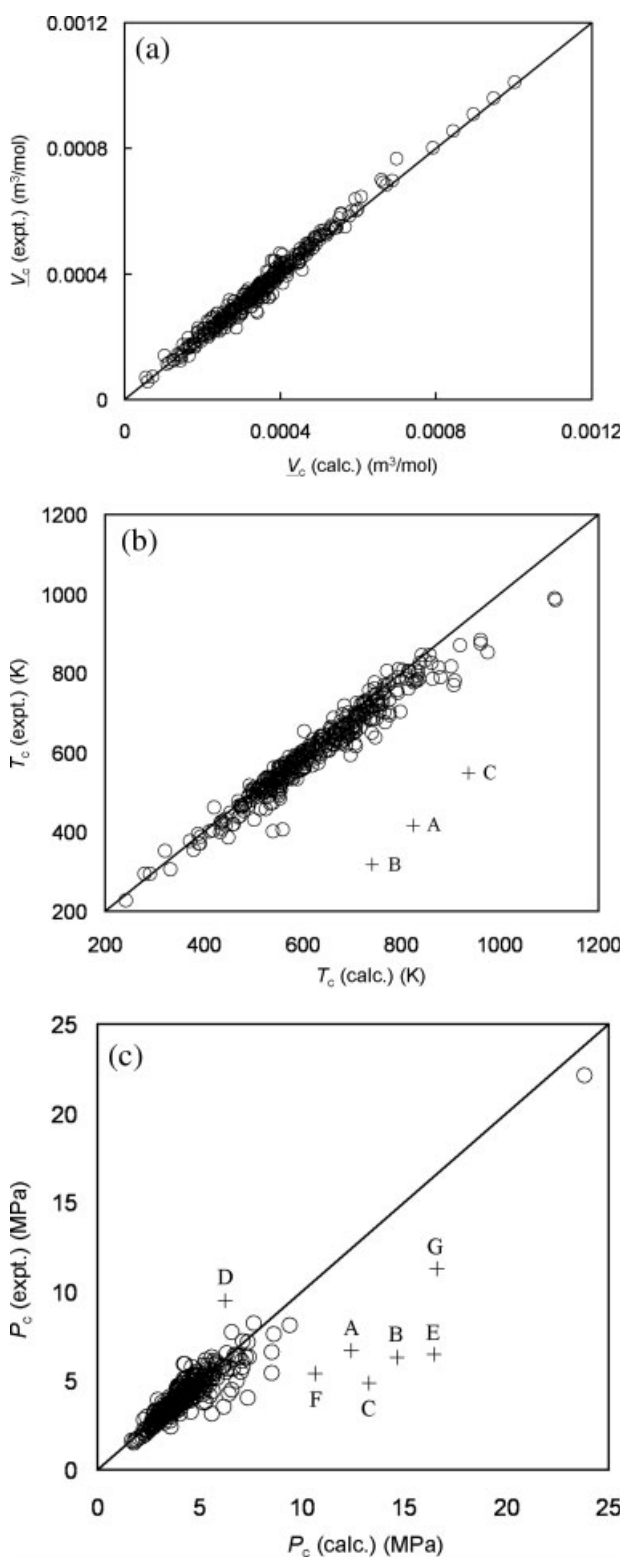 (a)
0.0012
0.0008
0.0004
0
V_c (expt.) (m³/mol)
0 0.0004 0.0008 0.0012
V_c (calc.) (m³/mol)
(b)
1200
1000
800
600
400
200
T_c (expt.) (K)
C
A
B
200 400 600 800 1000 1200
T_c (calc.) (K)
(c)
25
20
15
10
5
0
P_c (expt.) (MPa)
G
D
A B E
F C
0 5 10 15 20 25
P_c (calc.) (MPa)